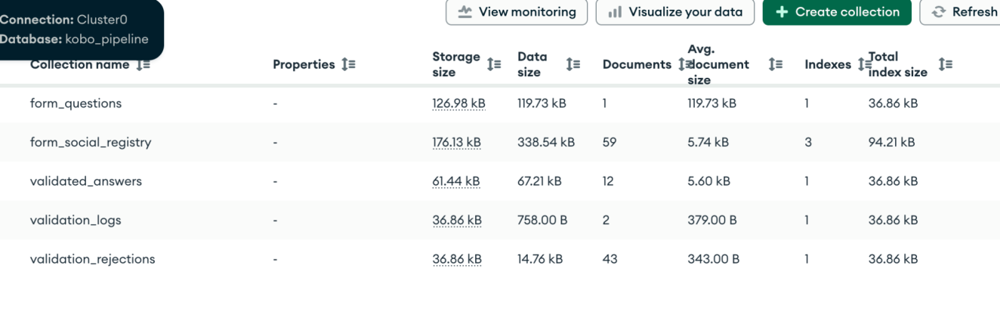 Connection: Cluster0
Database: kobo_pipeline
View monitoring
Visualize your data
+ Create collection
Refresh
Collection name
Properties
Storage size
Data size
Documents
Avg. document size
Indexes
Total index size
form_questions - 126.98 kB 119.73 kB 1 119.73 kB 1 36.86 kB
form_social_registry - 176.13 kB 338.54 kB 59 5.74 kB 3 94.21 kB
validated_answers - 61.44 kB 67.21 kB 12 5.60 kB 1 36.86 kB
validation_logs - 36.86 kB 758.00 B 2 379.00 B 1 36.86 kB
validation_rejections - 36.86 kB 14.76 kB 43 343.00 B 1 36.86 kB